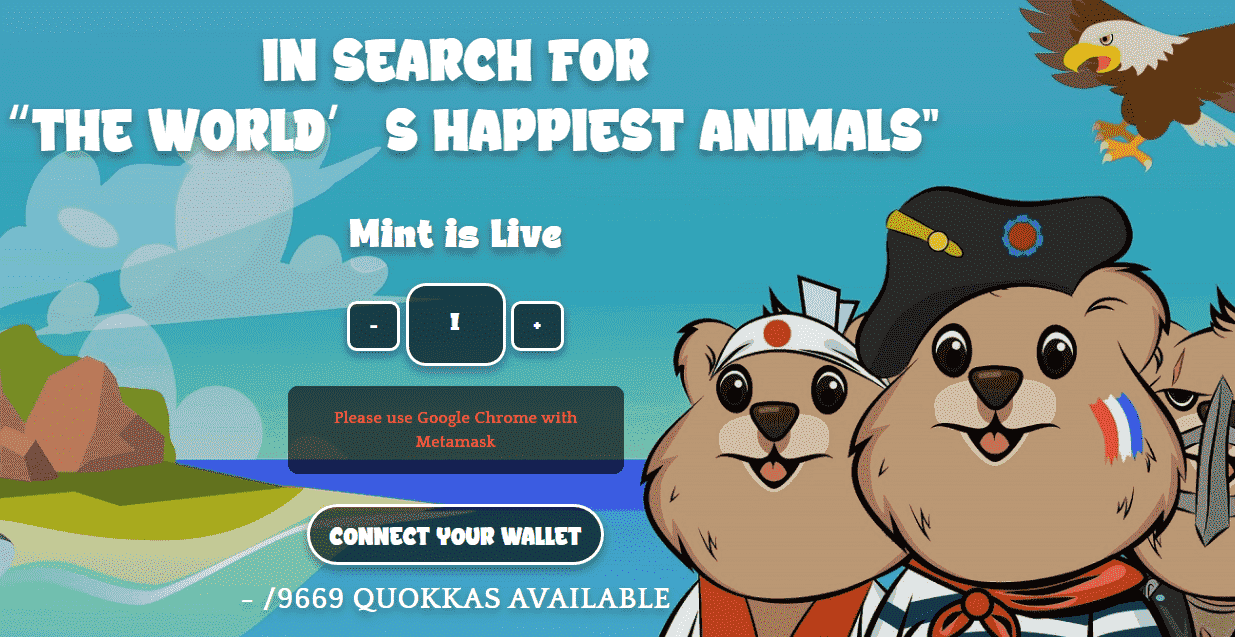 IN SEARCH FOR
“THE WORLD’ S HAPPIEST ANIMALS"
Mint is Live
-
1
+
Please use Google Chrome with
Metamask
CONNECT YOUR WALLET
- /9669 QUOKKAS AVAILABLE